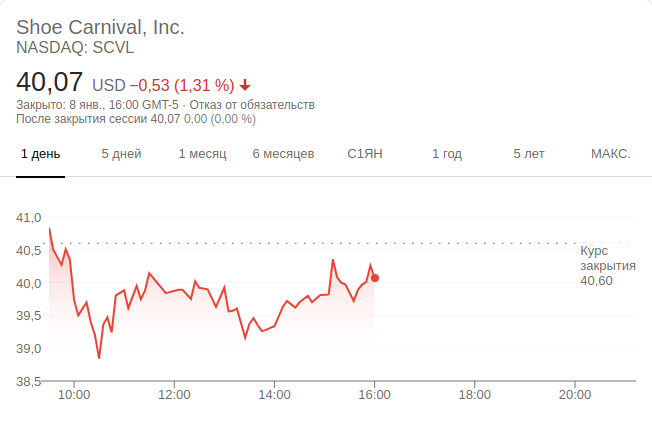 Shoe Carnival, Inc.
NASDAQ: SCVL
40,07 USD −0,53 (1,31 %)
Закрыто: 8 янв., 16:00 GMT-5 · Отказ от обязательств
После закрытия сессии 40,07 0,00 (0,00 %)
1 день 5 дней 1 месяц 6 месяцев С1ЯН 1 год 5 лет МАКС.
41,0
40,5
40,0
39,5
39,0
38,5
Курс
закрытия
40,60
10:00 12:00 14:00 16:00 18:00 20:00